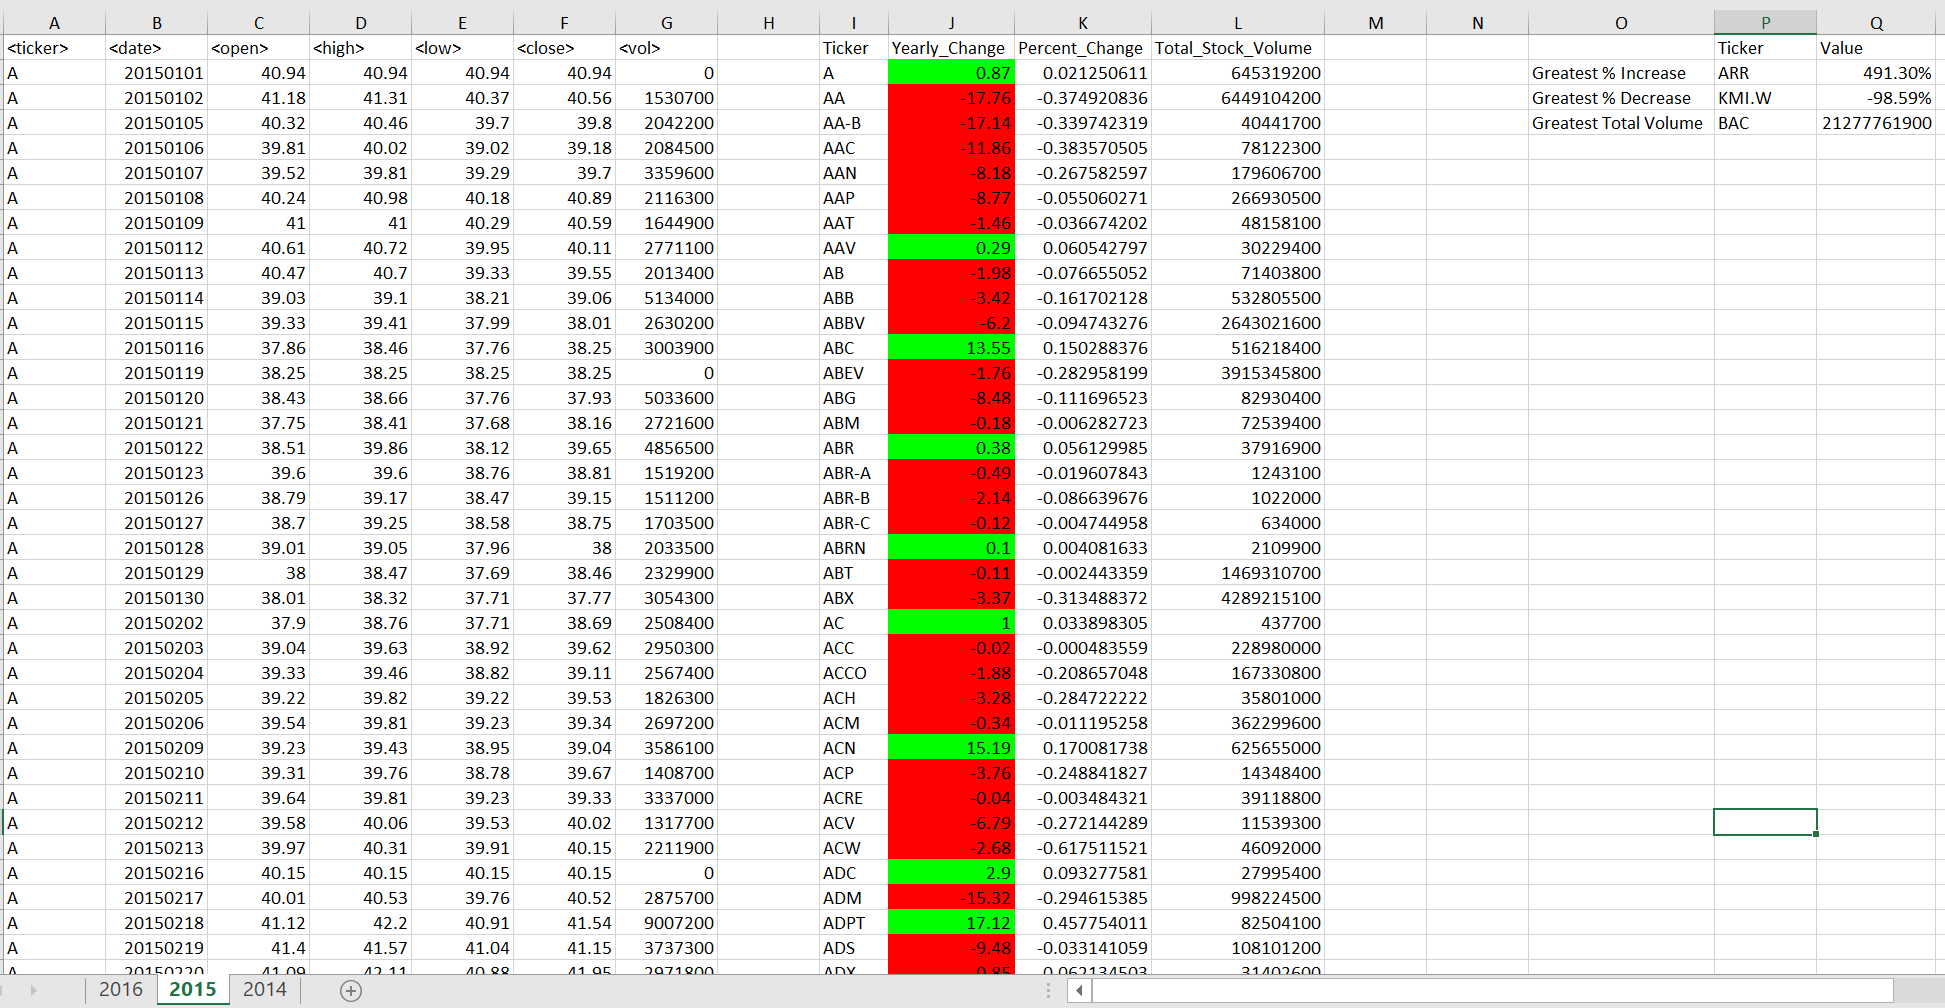 A B C D E F G H I J K L M N O P Q
<ticker> <date> <open> <high> <low> <close> <vol> Ticker Yearly_Change Percent_Change Total_Stock_Volume Ticker Value
A 20150101 40.94 40.94 40.94 40.94 0 A 0.87 0.021250611 645319200 Greatest % Increase ARR 491.30%
A 20150102 41.18 41.31 40.37 40.56 1530700 AA -17.76 -0.374920836 6449104200 Greatest % Decrease KMI.W -98.59%
A 20150105 40.32 40.46 39.7 39.8 2042200 AA-B -17.14 -0.339742319 40441700 Greatest Total Volume BAC 21277761900
A 20150106 39.81 40.02 39.02 39.18 2084500 AAC -11.86 -0.383570505 78122300
A 20150107 39.52 39.81 39.29 39.7 3359600 AAN -8.18 -0.267582597 179606700
A 20150108 40.24 40.98 40.18 40.89 2116300 AAP -8.77 -0.055060271 266930500
A 20150109 41 41 40.29 40.59 1644900 AAT -1.46 -0.036674202 48158100
A 20150112 40.61 40.72 39.95 40.11 2771100 AAV 0.29 0.060542797 30229400
A 20150113 40.47 40.7 39.33 39.55 2013400 AB -1.98 -0.076655052 71403800
A 20150114 39.03 39.1 38.21 39.06 5134000 ABB -3.42 -0.161702128 532805500
A 20150115 39.33 39.41 37.99 38.01 2630200 ABBV -6.2 -0.094743276 2643021600
A 20150116 37.86 38.46 37.76 38.25 3003900 ABC 13.55 0.150288376 516218400
A 20150119 38.25 38.25 38.25 38.25 0 ABEV -1.76 -0.282958199 3915345800
A 20150120 38.43 38.66 37.76 37.93 5033600 ABG -8.48 -0.111696523 82930400
A 20150121 37.75 38.41 37.68 38.16 2721600 ABM -0.18 -0.006282723 72539400
A 20150122 38.51 39.86 38.12 39.65 4856500 ABR 0.38 0.056129985 37916900
A 20150123 39.6 39.6 38.76 38.81 1519200 ABR-A -0.49 -0.019607843 1243100
A 20150126 38.79 39.17 38.47 39.15 1511200 ABR-B -2.14 -0.086639676 1022000
A 20150127 38.7 39.25 38.58 38.75 1703500 ABR-C -0.12 -0.004744958 634000
A 20150128 39.01 39.05 37.96 38 2033500 ABRN 0.1 0.004081633 2109900
A 20150129 38 38.47 37.69 38.46 2329900 ABT -0.11 -0.002443359 1469310700
A 20150130 38.01 38.32 37.71 37.77 3054300 ABX -3.37 -0.313488372 4289215100
A 20150202 37.9 38.76 37.71 38.69 2508400 AC 1 0.033898305 437700
A 20150203 39.04 39.63 38.92 39.62 2950300 ACC -0.02 -0.000483559 228980000
A 20150204 39.33 39.46 38.82 39.11 2567400 ACCO -1.88 -0.208657048 167330800
A 20150205 39.22 39.82 39.22 39.53 1826300 ACH -3.28 -0.284722222 35801000
A 20150206 39.54 39.81 39.23 39.34 2697200 ACM -0.34 -0.011195258 362299600
A 20150209 39.23 39.43 38.95 39.04 3586100 ACN 15.19 0.170081738 625655000
A 20150210 39.31 39.76 38.78 39.67 1408700 ACP -3.76 -0.248841827 14348400
A 20150211 39.64 39.81 39.23 39.33 3337000 ACRE -0.04 -0.003484321 39118800
A 20150212 39.58 40.06 39.53 40.02 1317700 ACV -6.79 -0.272144289 11539300
A 20150213 39.97 40.31 39.91 40.15 2211900 ACW -2.68 -0.617511521 46092000
A 20150216 40.15 40.15 40.15 40.15 0 ADC 2.9 0.093277581 27995400
A 20150217 40.01 40.53 39.76 40.52 2875700 ADM -15.32 -0.294615385 998224500
A 20150218 41.12 42.2 40.91 41.54 9007200 ADPT 17.12 0.457754011 82504100
A 20150219 41.4 41.57 41.04 41.15 3737300 ADS -9.48 -0.033141059 108101200
A 20150220 41.09 42.11 40.88 41.95 2971800 ADX 0.85 0.062134503 31402600
2016 2015 2014